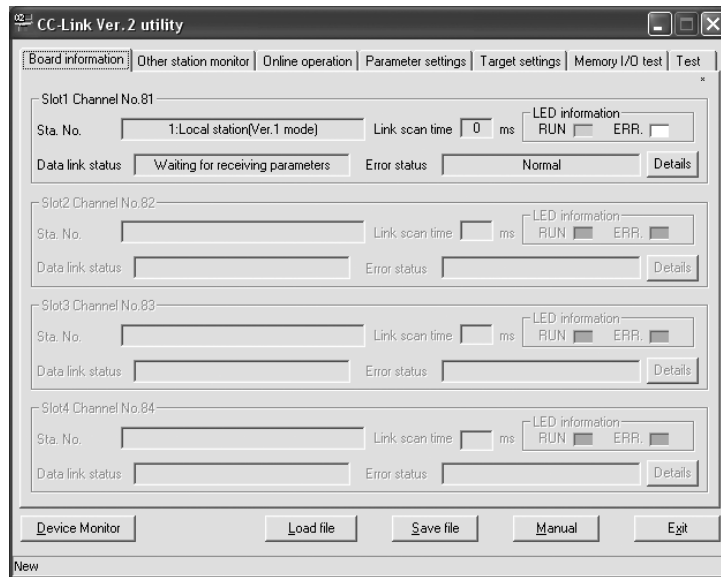 CC-Link Ver.2 utility
Board information Other station monitor Online operation Parameter settings Target settings Memory I/O test Test
Slot1 Channel No.81
LED information
Sta. No. 1:Local station(Ver.1 mode) Link scan time 0 ms RUN ERR.
Data link status Waiting for receiving parameters Error status Normal Details
Slot2 Channel No.82
LED information
Sta. No. Link scan time ms RUN ERR.
Data link status Error status Details
Slot3 Channel No.83
LED information
Sta. No. Link scan time ms RUN ERR.
Data link status Error status Details
Slot4 Channel No.84
LED information
Sta. No. Link scan time ms RUN ERR.
Data link status Error status Details
Device Monitor Load file Save file Manual Exit
New